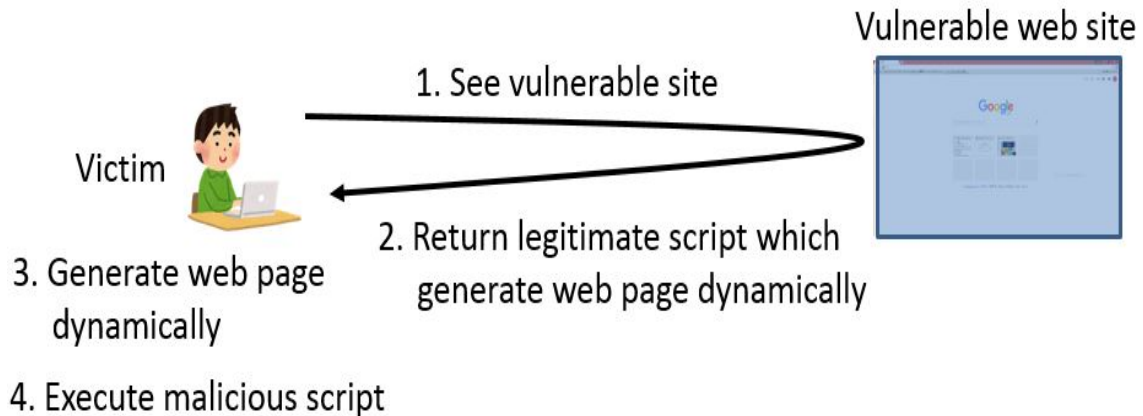 Vulnerable web site
1. See vulnerable site
Google
Victim
2. Return legitimate script which
generate web page dynamically
3. Generate web page
dynamically
4. Execute malicious script